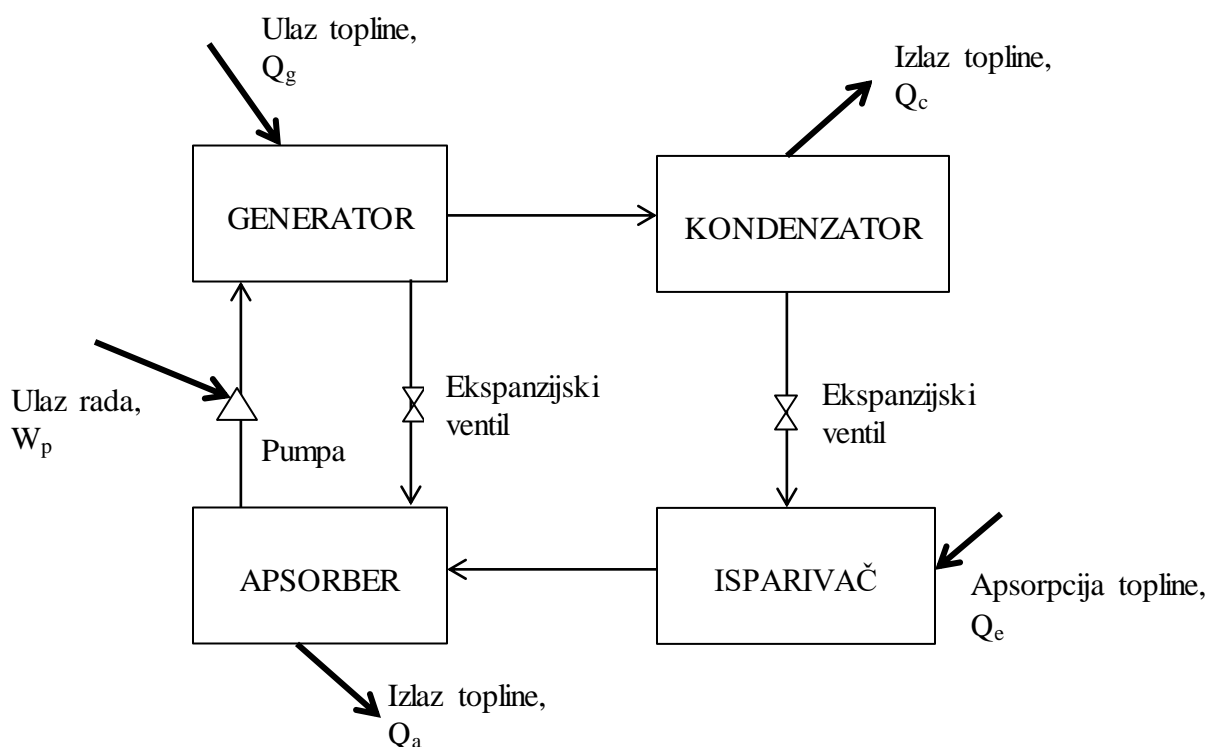 Ulaz topline,
Qg
Izlaz topline,
Qc
GENERATOR
KONDENZATOR
Ulaz rada,
Wp
Pumpa
Ekspanzijski
ventil
Ekspanzijski
ventil
APSORBER
ISPARIVAČ
Apsorpcija topline,
Qe
Izlaz topline,
Qa